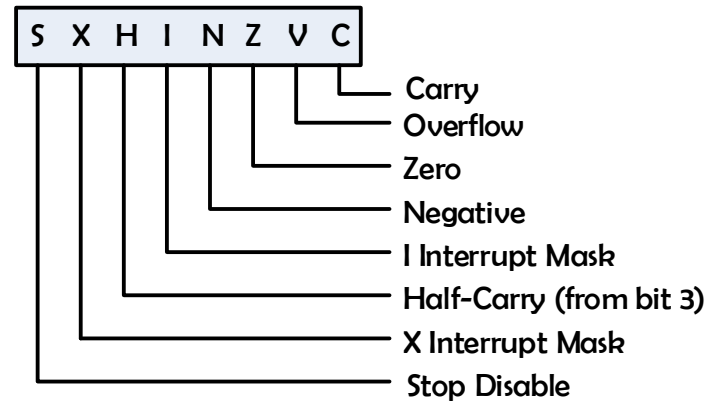 S X H I N Z V C
Carry
Overflow
Zero
Negative
I Interrupt Mask
Half-Carry (from bit 3)
X Interrupt Mask
Stop Disable